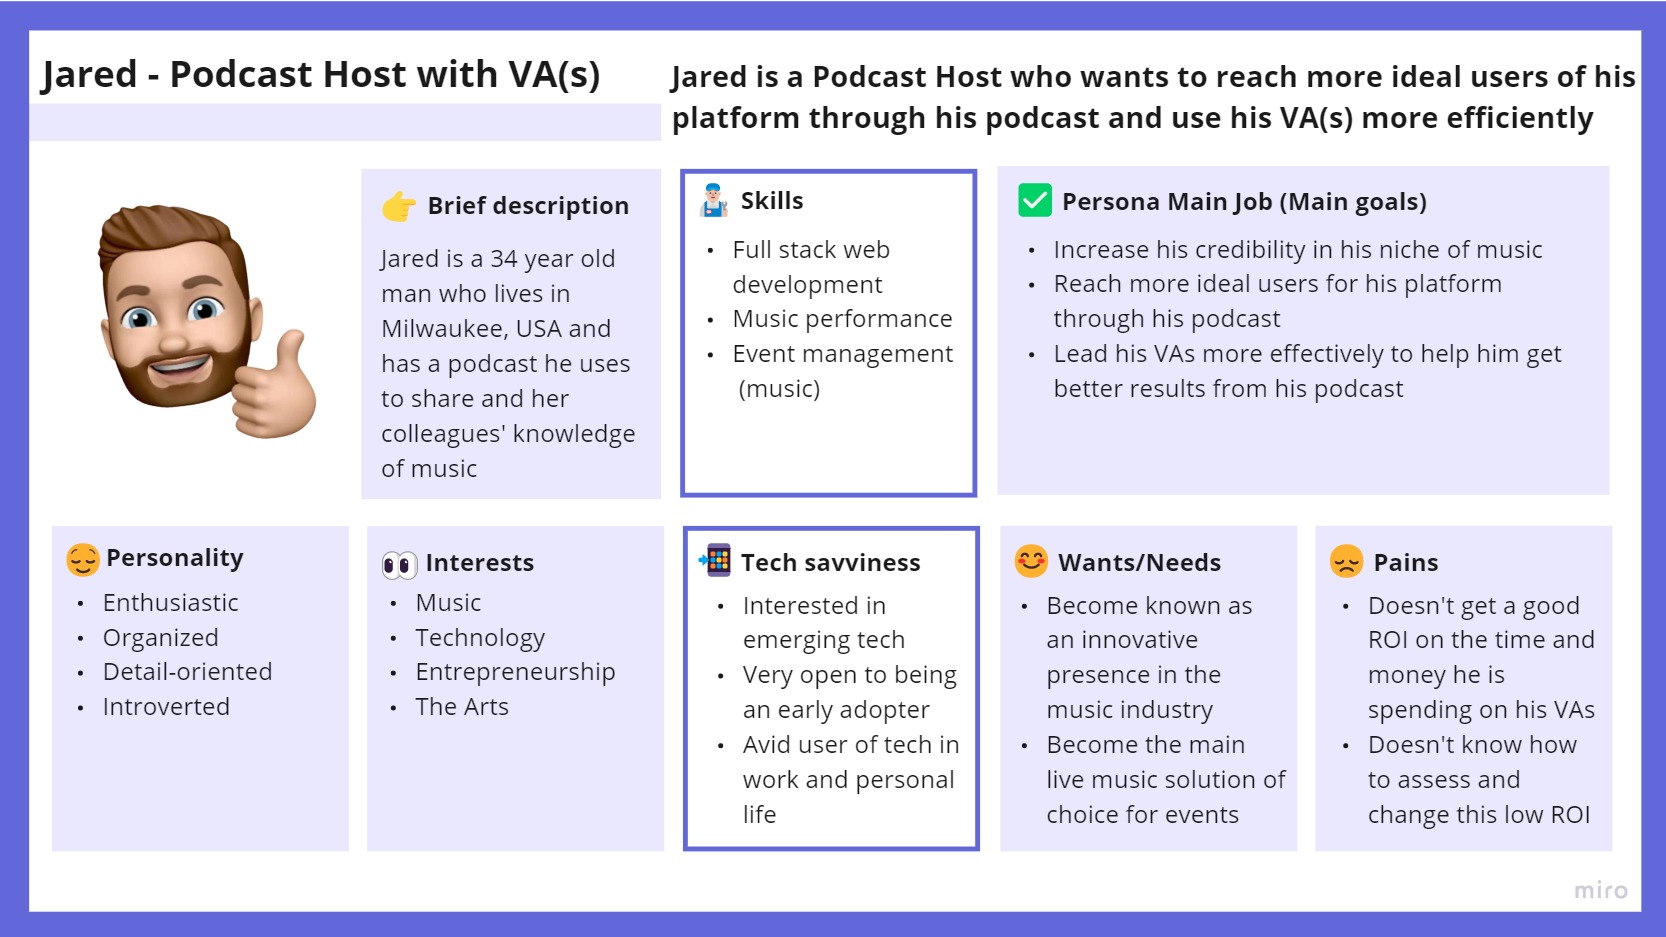 Jared - Podcast Host with VA(s)
Jared is a Podcast Host who wants to reach more ideal users of his
platform through his podcast and use his VA(s) more efficiently
Brief description
Jared is a 34 year old
man who lives in
Milwaukee, USA and
has a podcast he uses
to share and her
colleagues' knowledge
of music
Skills
• Full stack web
development
• Music performance
• Event management
(music)
Persona Main Job (Main goals)
• Increase his credibility in his niche of music
• Reach more ideal users for his platform
through his podcast
• Lead his VAs more effectively to help him get
better results from his podcast
Personality
• Enthusiastic
• Organized
• Detail-oriented
• Introverted
Interests
• Music
• Technology
• Entrepreneurship
• The Arts
Tech savviness
• Interested in
emerging tech
• Very open to being
an early adopter
• Avid user of tech in
work and personal
life
Wants/Needs
• Become known as
an innovative
presence in the
music industry
• Become the main
live music solution of
choice for events
Pains
• Doesn't get a good
ROI on the time and
money he is
spending on his VAs
• Doesn't know how
to assess and
change this low ROI
miro